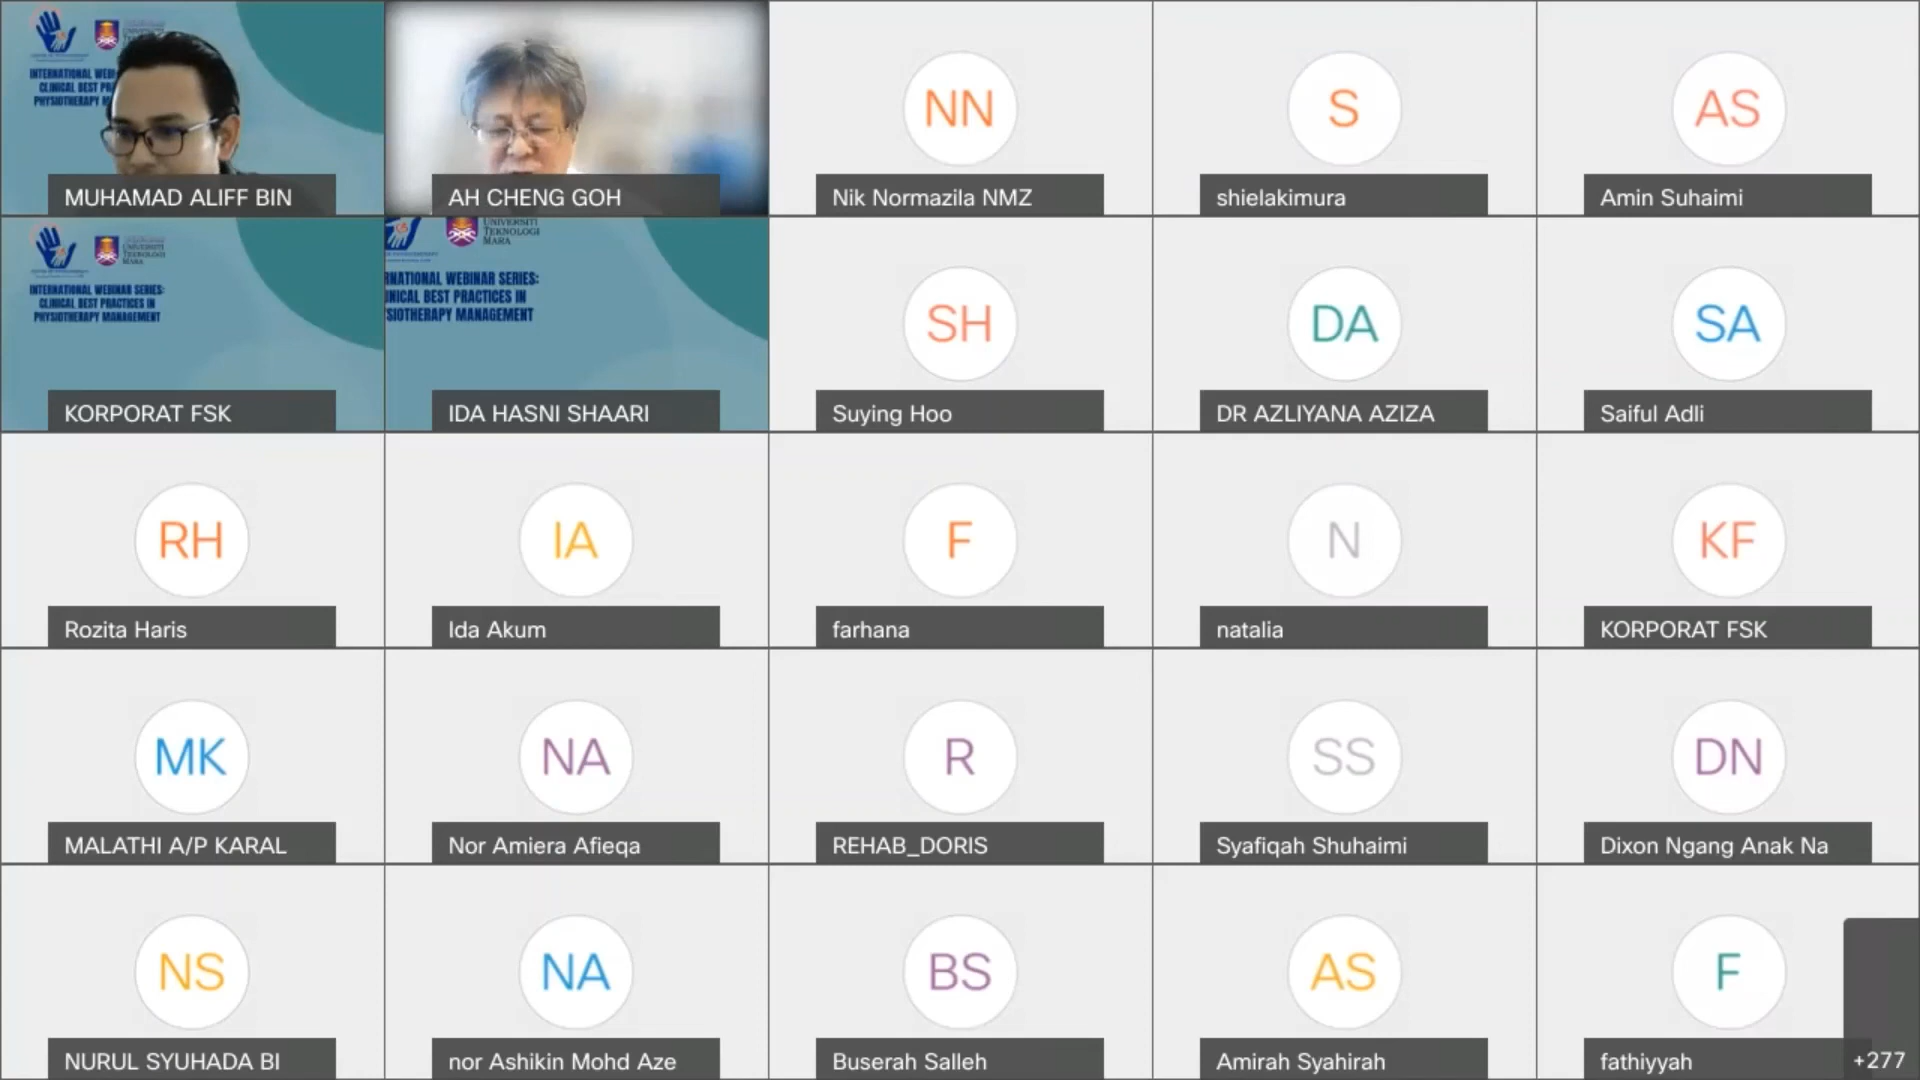 INTERNATIONAL WEBI
CLINICAL BEST PR
PHYSIOTHERAPY M
MUHAMAD ALIFF BIN
AH CHENG GOH
NN
Nik Normazila NMZ
S
shielakimura
AS
Amin Suhaimi
UNIVERSITI
TEKNOLOGI
MARA
INTERNATIONAL WEBINAR SERIES:
CLINICAL BEST PRACTICES IN
PHYSIOTHERAPY MANAGEMENT
KORPORAT FSK
UNIVERSITI
TEKNOLOGI
MARA
RNATIONAL WEBINAR SERIES:
NICAL BEST PRACTICES IN
SIOTHERAPY MANAGEMENT
IDA HASNI SHAARI
SH
Suying Hoo
DA
DR AZLIYANA AZIZA
SA
Saiful Adli
RH
Rozita Haris
IA
Ida Akum
F
farhana
N
natalia
KF
KORPORAT FSK
MK
MALATHI A/P KARAL
NA
Nor Amiera Afieqa
R
REHAB_DORIS
SS
Syafiqah Shuhaimi
DN
Dixon Ngang Anak Na
NS
NURUL SYUHADA BI
NA
nor Ashikin Mohd Aze
BS
Buserah Salleh
AS
Amirah Syahirah
F
fathiyyah
+277